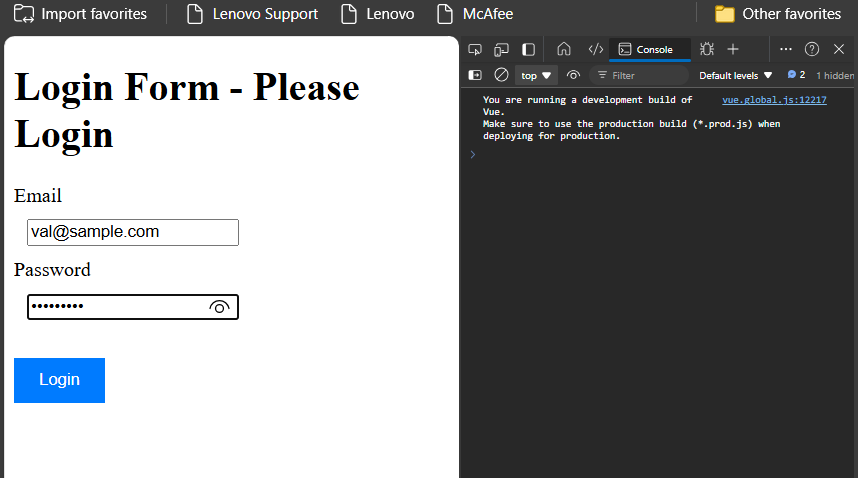 Import favorites Lenovo Support Lenovo McAfee Other favorites
Login Form - Please
Login
Email
val@sample.com
Password
•••••••••
Login
Console
top Filter Default levels 2 1 hidden
You are running a development build of vue.global.js:12217
Vue.
Make sure to use the production build (*.prod.js) when
deploying for production.